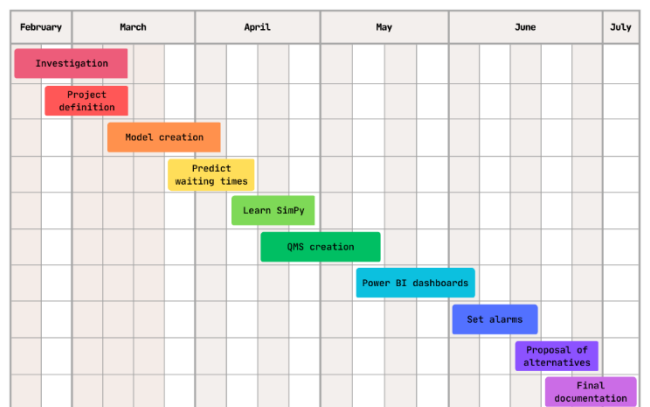 February March April May June July
Investigation
Project
definition
Model creation
Predict
waiting times
Learn SimPy
QMS creation
Power BI dashboards
Set alarms
Proposal of
alternatives
Final
documentation